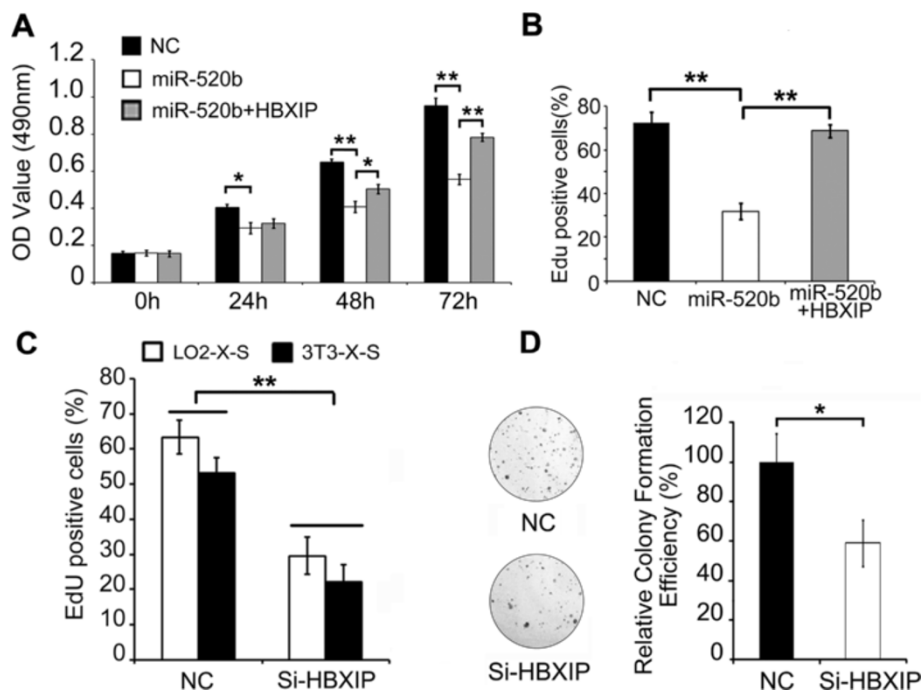 A
OD Value (490nm)
1.2
1.0
0.8
0.6
0.4
0.2
0
NC
miR-520b
miR-520b+HBXIP
*
**
*
**
**
0h
24h
48h
72h
B
Edu positive cells(%)
80
60
40
20
0
**
**
NC
miR-520b
miR-520b
+HBXIP
C
LO2-X-S
3T3-X-S
EdU positive cells (%)
80
70
60
50
40
30
20
10
0
**
NC
Si-HBXIP
D
NC
Si-HBXIP
Relative Colony Formation
Efficiency (%)
120
100
80
60
40
20
0
*
NC
Si-HBXIP